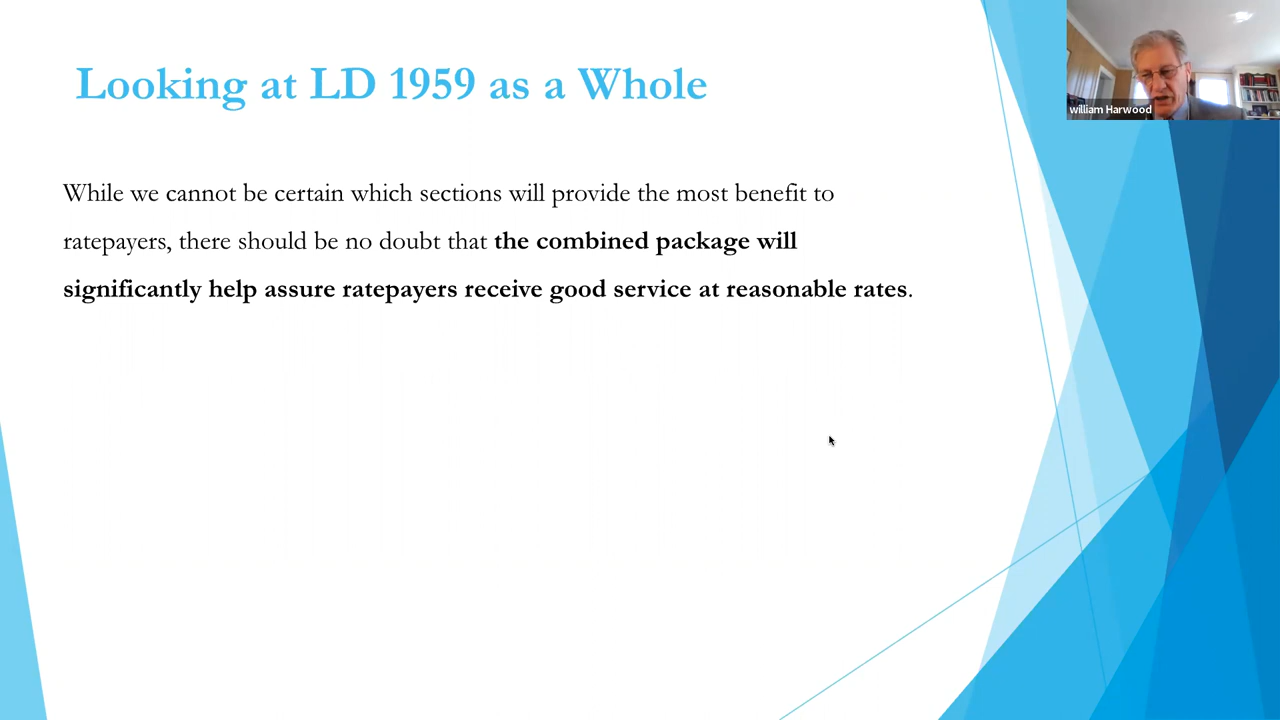 Looking at LD 1959 as a Whole
william Harwood
While we cannot be certain which sections will provide the most benefit to
ratepayers, there should be no doubt that the combined package will
significantly help assure ratepayers receive good service at reasonable rates.